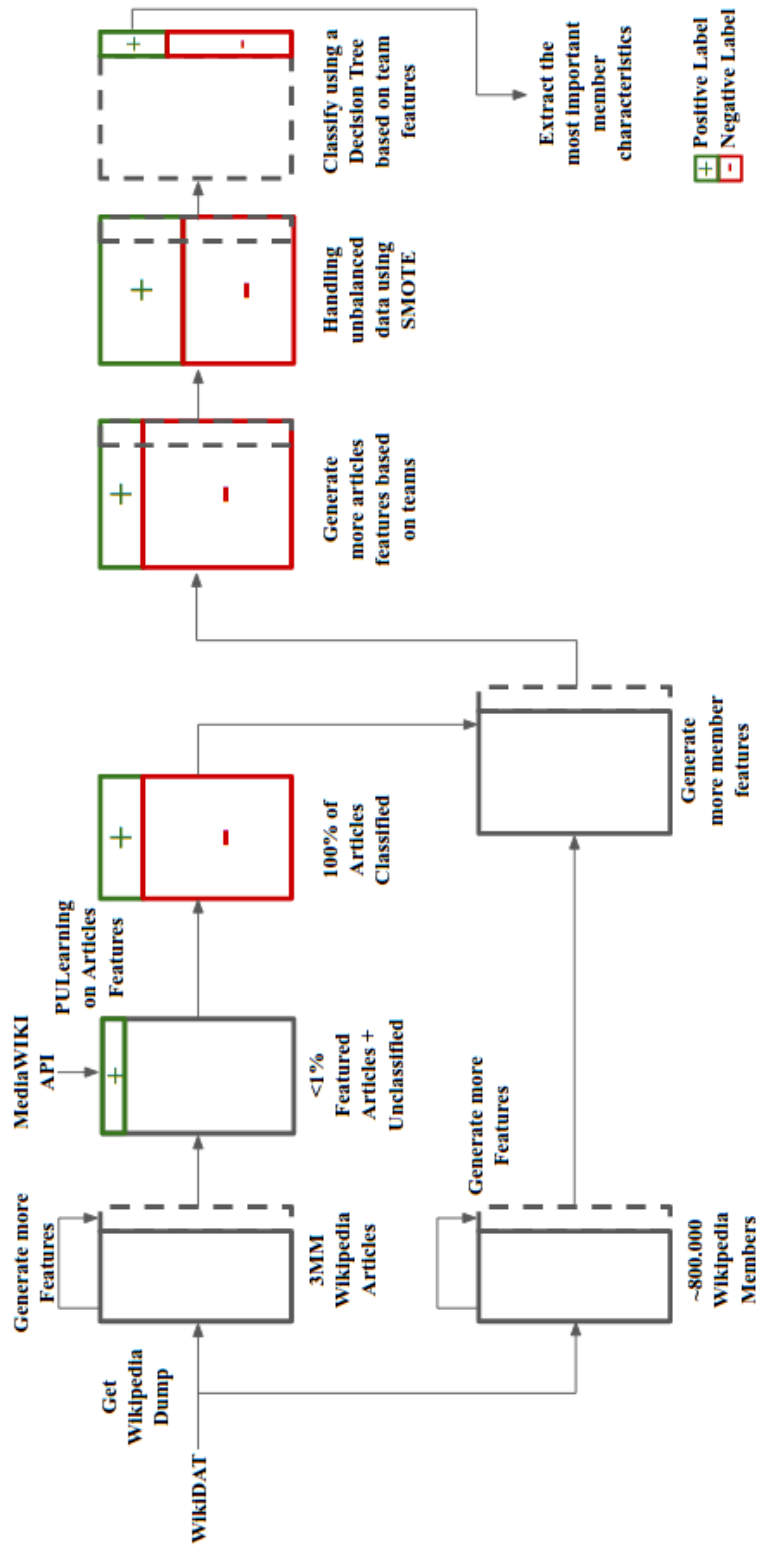 WikiDAT
Get
Wikipedia
Dump
Generate more
Features
3MM
Wikipedia
Articles
MediaWIKI
API
+
<1%
Featured
Articles +
Unclassified
PULearning
on Articles
Features
+
-
100% of
Articles
Classified
+
-
Generate
more articles
features based
on teams
+
-
Handling
unbalanced
data using
SMOTE
+
-
Classify using a
Decision Tree
based on team
features
Generate more
Features
~800.000
Wikipedia
Members
Generate
more member
features
Extract the
most important
member
characteristics
+ Positive Label
- Negative Label